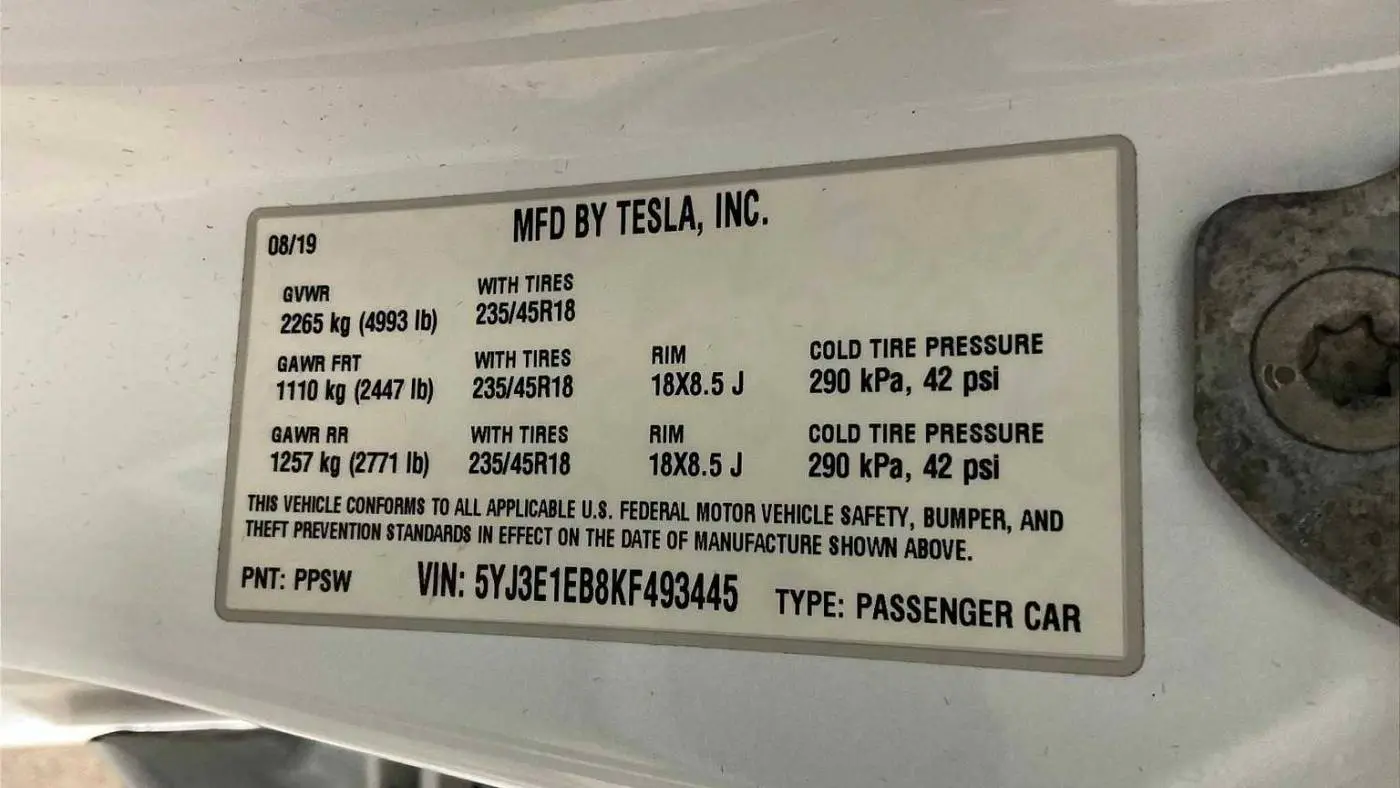 MFD BY TESLA, INC.
08/19
GVWR WITH TIRES
2265 kg (4993 lb) 235/45R18
GAWR FRT WITH TIRES RIM COLD TIRE PRESSURE
1110 kg (2447 lb) 235/45R18 18X8.5 J 290 kPa, 42 psi
GAWR RR WITH TIRES RIM COLD TIRE PRESSURE
1257 kg (2771 lb) 235/45R18 18X8.5 J 290 kPa, 42 psi
THIS VEHICLE CONFORMS TO ALL APPLICABLE U.S. FEDERAL MOTOR VEHICLE SAFETY, BUMPER, AND
THEFT PREVENTION STANDARDS IN EFFECT ON THE DATE OF MANUFACTURE SHOWN ABOVE.
PNT: PPSW VIN: 5YJ3E1EB8KF493445 TYPE: PASSENGER CAR